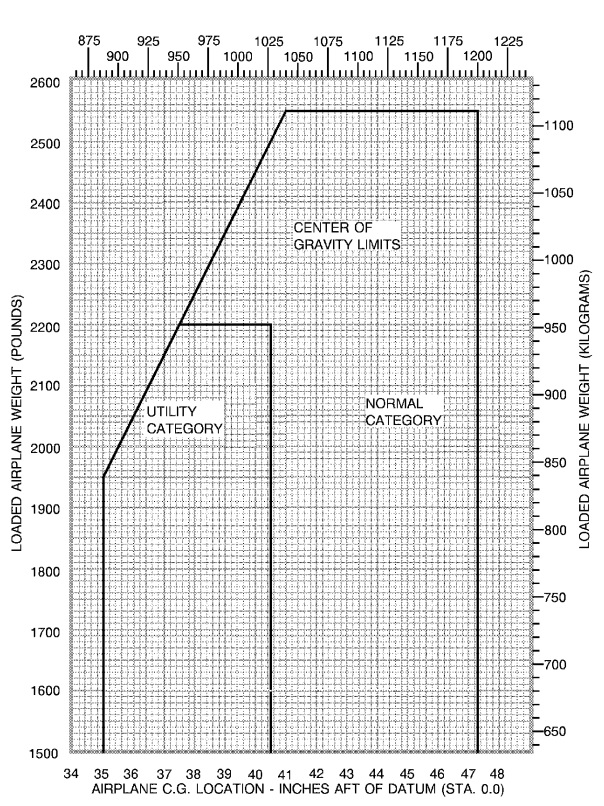 875 925 950 975 1025 1075 1125 1175 1225
900 1000 1050 1100 1150 1200
2600
2500
2400
2300
2200
2100
2000
1900
1800
1700
1600
1500
LOADED AIRPLANE WEIGHT (POUNDS)
CENTER OF
GRAVITY LIMITS
UTILITY
CATEGORY
NORMAL
CATEGORY
1100
1050
1000
950
900
850
800
750
700
650
LOADED AIRPLANE WEIGHT (KILOGRAMS)
34 35 36 37 38 39 40 41 42 43 44 45 46 47 48
AIRPLANE C.G. LOCATION - INCHES AFT OF DATUM (STA. 0.0)